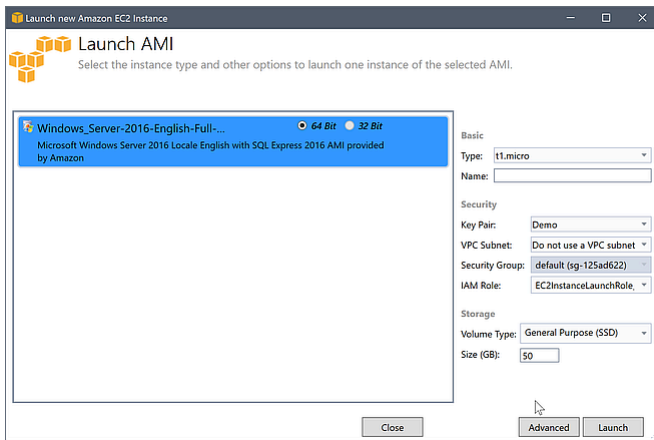 Launch new Amazon EC2 Instance
Launch AMI
Select the instance type and other options to launch one instance of the selected AMI.
Windows_Server-2016-English-Full-...
64 Bit
32 Bit
Microsoft Windows Server 2016 Locale English with SQL Express 2016 AMI provided
by Amazon
Basic
Type: t1.micro
Name:
Security
Key Pair: Demo
VPC Subnet: Do not use a VPC subnet
Security Group: default (sg-125ad622)
IAM Role: EC2InstanceLaunchRole,
Storage
Volume Type: General Purpose (SSD)
Size (GB): 50
Close
Advanced
Launch